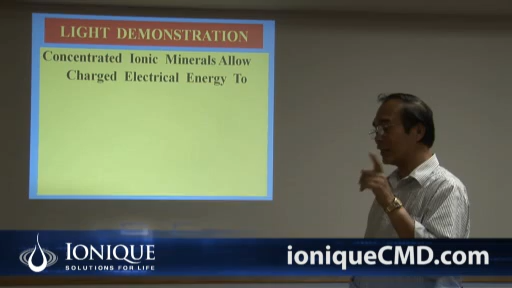 LIGHT DEMONSTRATION
Concentrated Ionic Minerals Allow
Charged Electrical Energy To
IONIQUE
SOLUTIONS FOR LIFE
ioniqueCMD.com